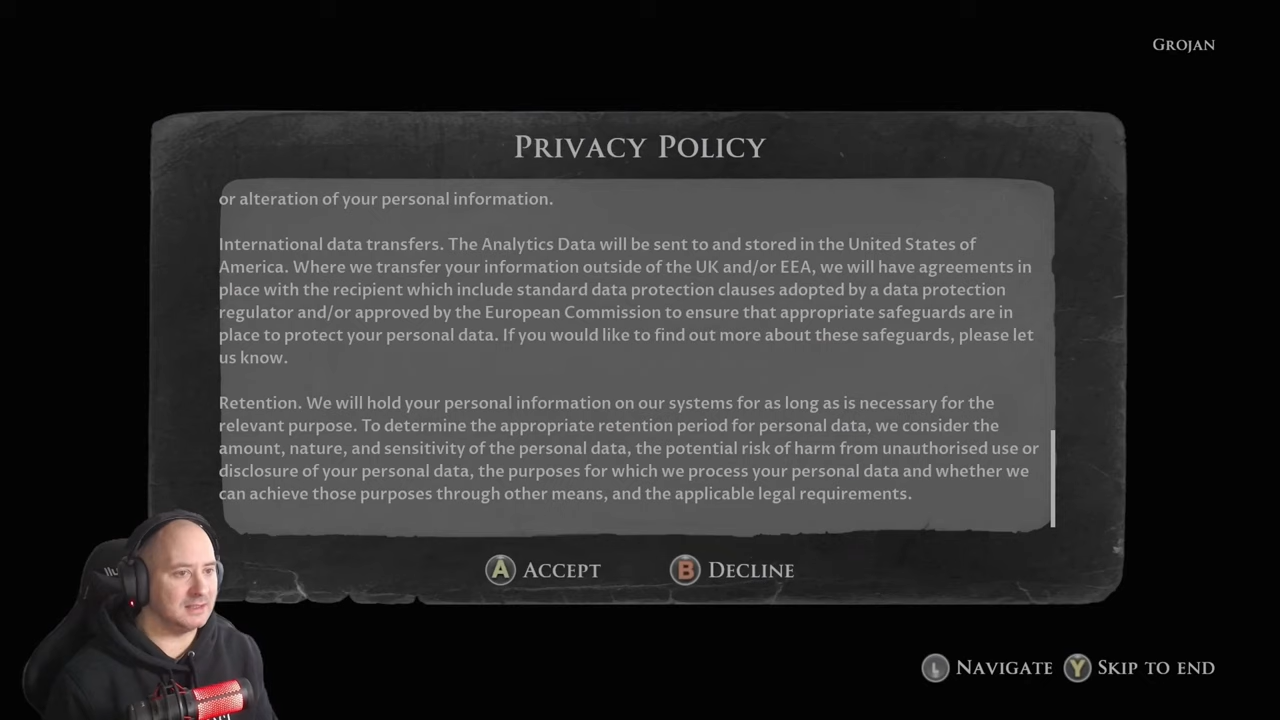 GROJAN
PRIVACY POLICY
or alteration of your personal information.
International data transfers. The Analytics Data will be sent to and stored in the United States of
America. Where we transfer your information outside of the UK and/or EEA, we will have agreements in
place with the recipient which include standard data protection clauses adopted by a data protection
regulator and/or approved by the European Commission to ensure that appropriate safeguards are in
place to protect your personal data. If you would like to find out more about these safeguards, please let
us know.
Retention. We will hold your personal information on our systems for as long as is necessary for the
relevant purpose. To determine the appropriate retention period for personal data, we consider the
amount, nature, and sensitivity of the personal data, the potential risk of harm from unauthorised use or
disclosure of your personal data, the purposes for which we process your personal data and whether we
can achieve those purposes through other means, and the applicable legal requirements.
A ACCEPT B DECLINE
L NAVIGATE Y SKIP TO END